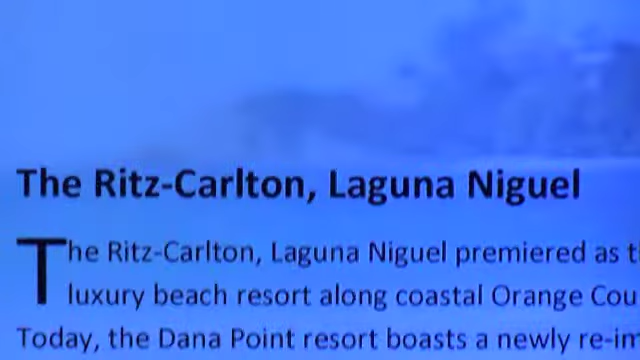 The Ritz-Carlton, Laguna Niguel
The Ritz-Carlton, Laguna Niguel premiered as
luxury beach resort along coastal Orange
Today, the Dana Point resort boasts a newly